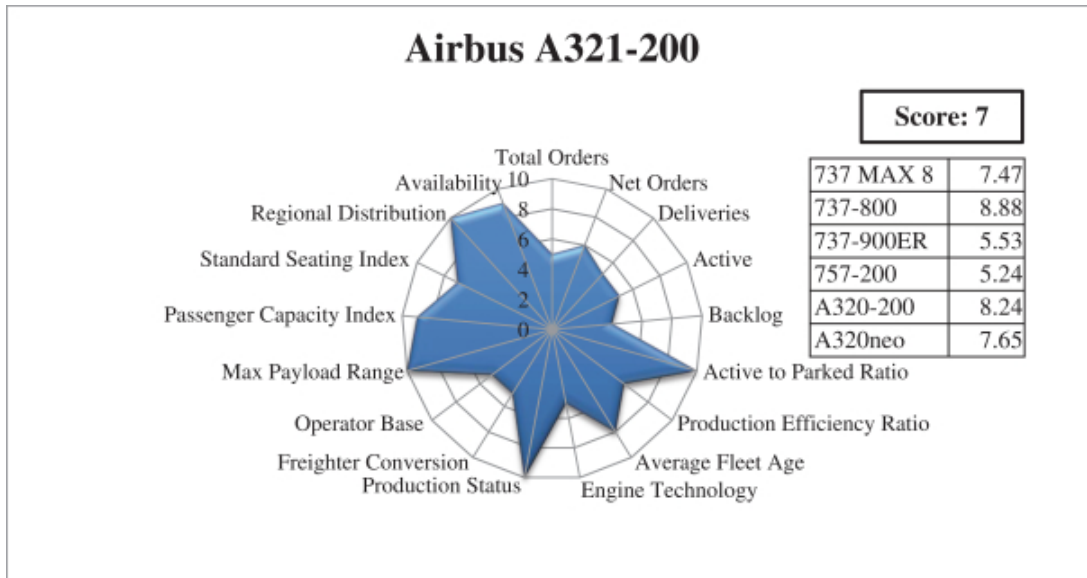 Airbus A321-200
Score: 7
737 MAX 8 7.47
737-800 8.88
737-900ER 5.53
757-200 5.24
A320-200 8.24
A320neo 7.65
Total Orders
Net Orders
Deliveries
Active
Backlog
Active to Parked Ratio
Production Efficiency Ratio
Average Fleet Age
Engine Technology
Production Status
Freighter Conversion
Operator Base
Max Payload Range
Passenger Capacity Index
Standard Seating Index
Regional Distribution
Availability
10
8
6
4
2
0